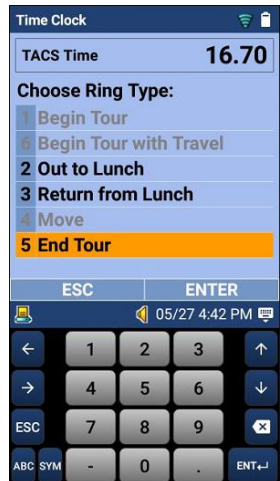 Time Clock
TACS Time 16.70
Choose Ring Type:
1 Begin Tour
6 Begin Tour with Travel
2 Out to Lunch
3 Return from Lunch
4 Move
5 End Tour
ESC ENTER
05/27 4:42 PM
← 1 2 3 ↑
→ 4 5 6 ↓
ESC 7 8 9
ABC SYM - 0 . ENT↵